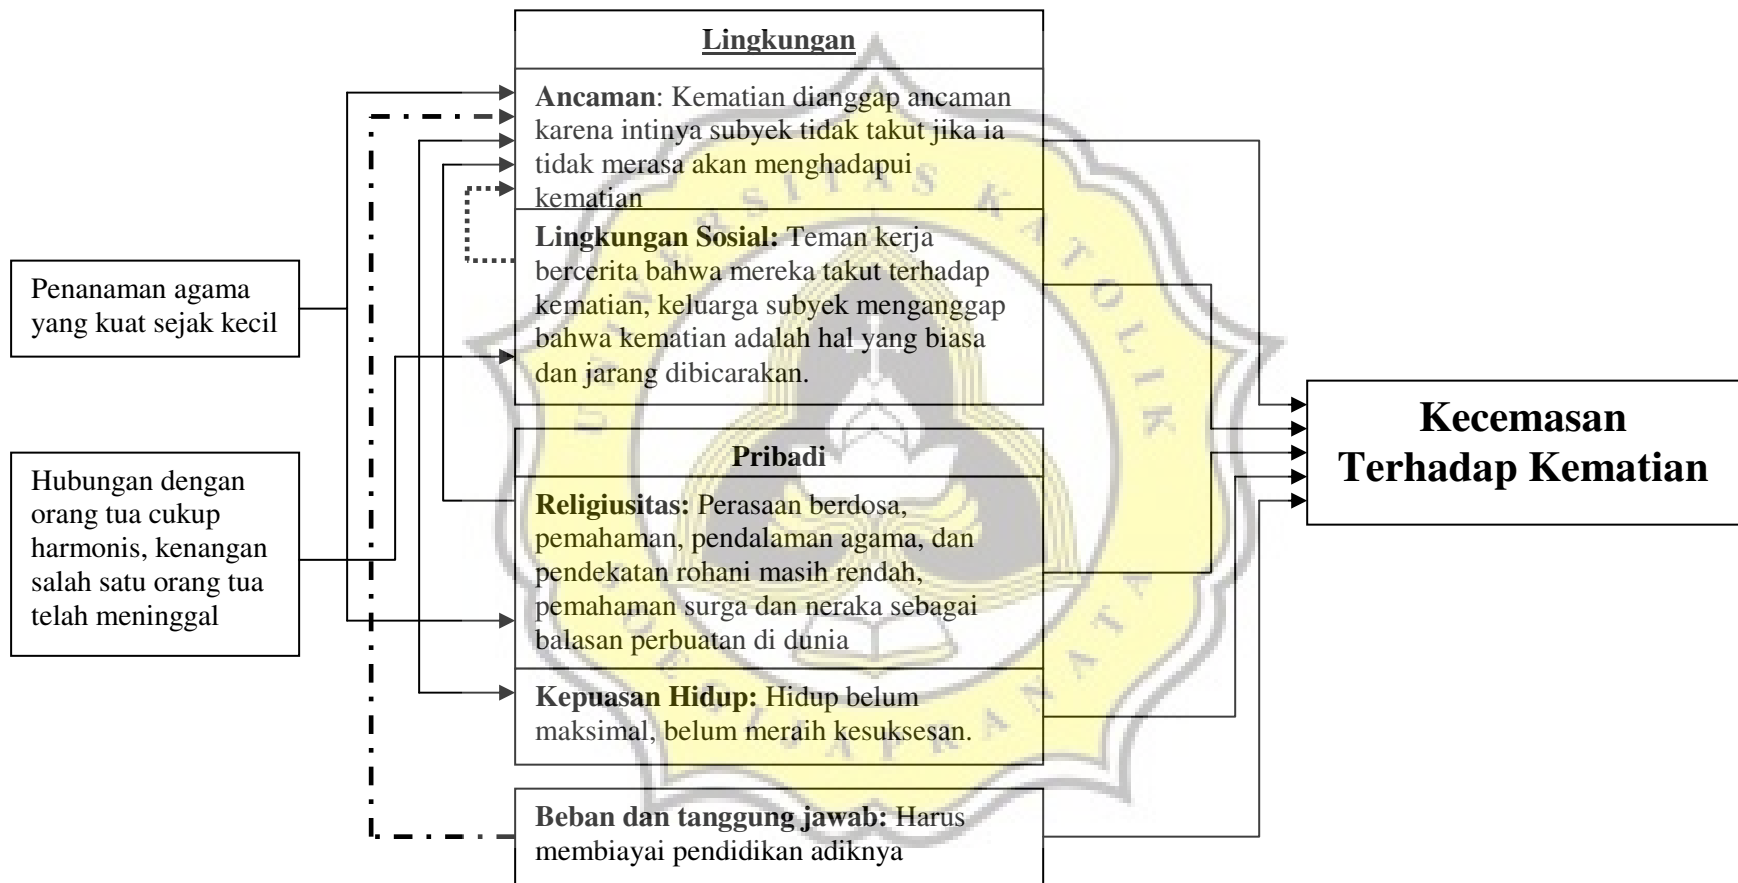 Lingkungan
Ancaman: Kematian dianggap ancaman
karena intinya subyek tidak takut jika ia
tidak merasa akan menghadapui
kematian
Lingkungan Sosial: Teman kerja
bercerita bahwa mereka takut terhadap
kematian, keluarga subyek menganggap
bahwa kematian adalah hal yang biasa
dan jarang dibicarakan.
Penanaman agama
yang kuat sejak kecil
Hubungan dengan
orang tua cukup
harmonis, kenangan
salah satu orang tua
telah meninggal
Pribadi
Religiusitas: Perasaan berdosa,
pemahaman, pendalaman agama, dan
pendekatan rohani masih rendah,
pemahaman surga dan neraka sebagai
balasan perbuatan di dunia
Kepuasan Hidup: Hidup belum
maksimal, belum meraih kesuksesan.
Beban dan tanggung jawab: Harus
membiayai pendidikan adiknya
Kecemasan
Terhadap Kematian
UNIVERSITAS KATOLIK
SOEGIJAPRANATA